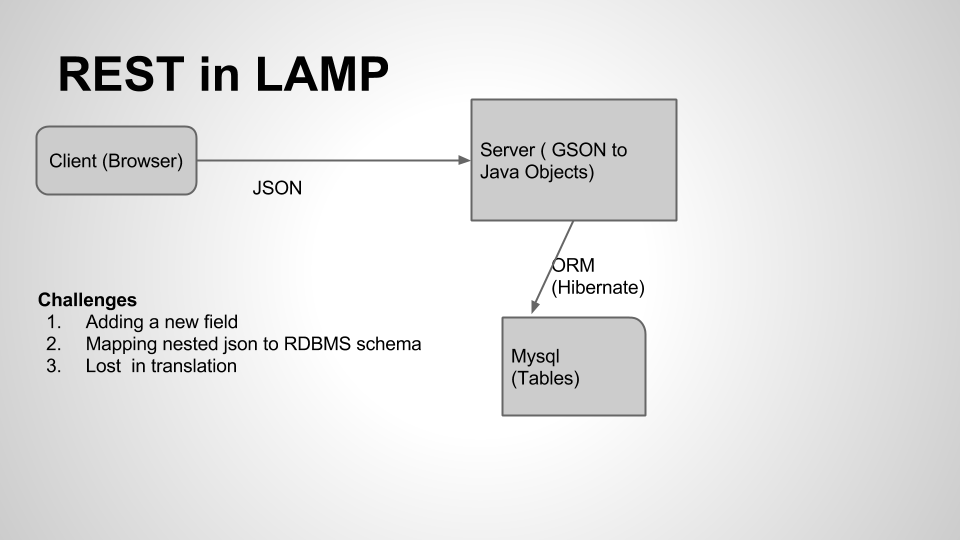 REST in LAMP
Client (Browser)
JSON
Server ( GSON to
Java Objects)
ORM
(Hibernate)
Mysql
(Tables)
Challenges
1. Adding a new field
2. Mapping nested json to RDBMS schema
3. Lost  in translation